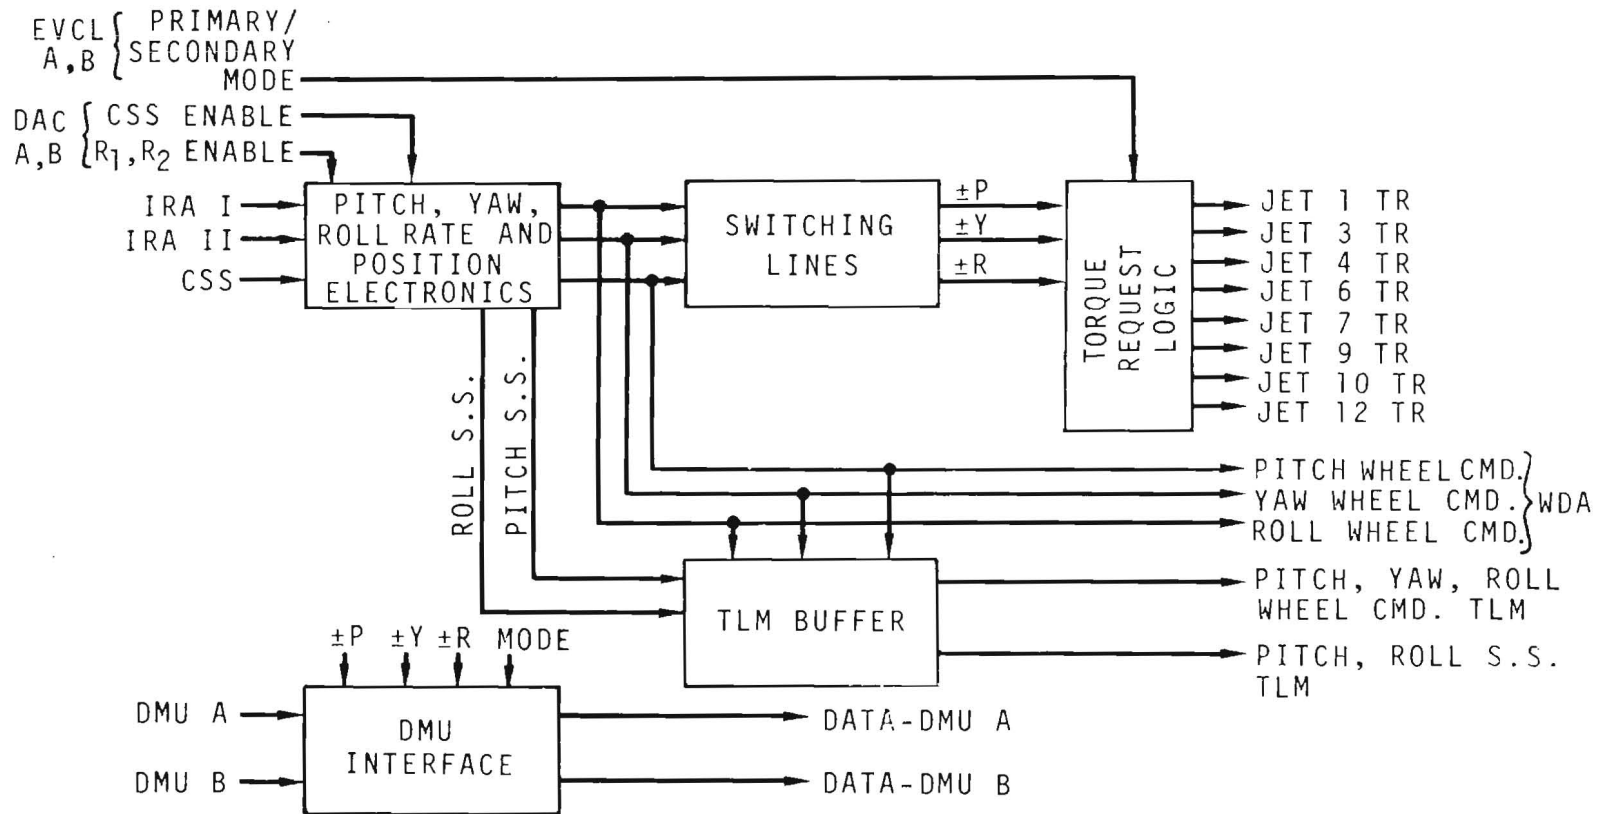 EVCL A,B
PRIMARY/
SECONDARY
MODE
DAC A,B
CSS ENABLE
R1,R2 ENABLE
IRA I
IRA II
CSS
PITCH, YAW,
ROLL RATE AND
POSITION
ELECTRONICS
SWITCHING
LINES
±P
±Y
±R
TORQUE
REQUEST
LOGIC
JET 1 TR
JET 3 TR
JET 4 TR
JET 6 TR
JET 7 TR
JET 9 TR
JET 10 TR
JET 12 TR
ROLL S.S.
PITCH S.S.
PITCH WHEEL CMD.
YAW WHEEL CMD.
ROLL WHEEL CMD.
WDA
TLM BUFFER
PITCH, YAW, ROLL
WHEEL CMD. TLM
PITCH, ROLL S.S.
TLM
±P ±Y ±R MODE
DMU A
DMU B
DMU
INTERFACE
DATA-DMU A
DATA-DMU B